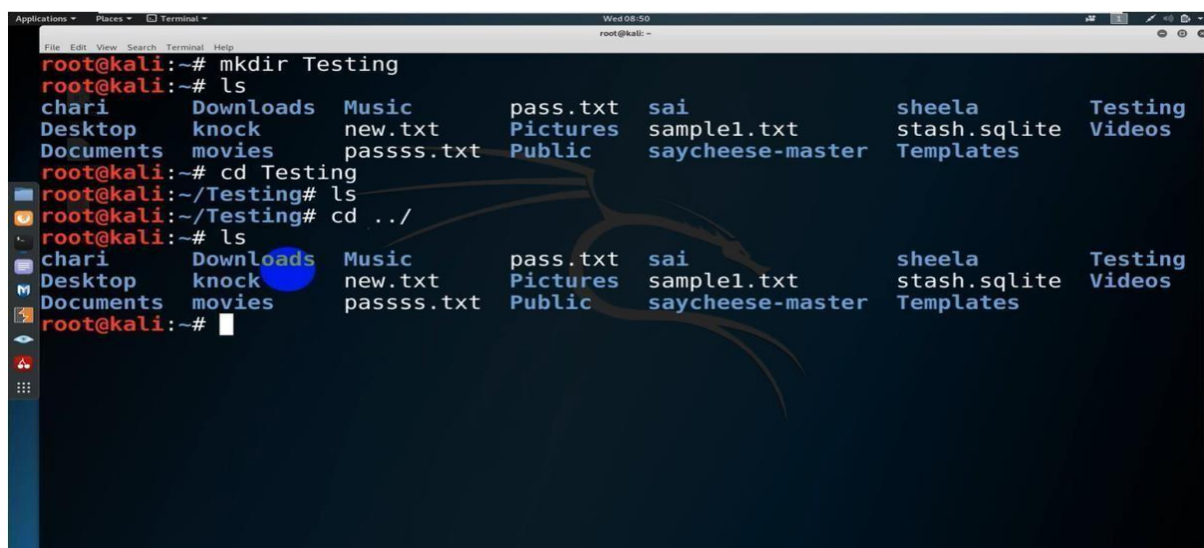 Applications Places Terminal Wed 08:50 1
root@kali: ~
File Edit View Search Terminal Help
root@kali:~# mkdir Testing
root@kali:~# ls
chari Downloads Music pass.txt sai sheela Testing
Desktop knock new.txt Pictures sample1.txt stash.sqlite Videos
Documents movies passss.txt Public saycheese-master Templates
root@kali:~# cd Testing
root@kali:~/Testing# ls
root@kali:~/Testing# cd ../
root@kali:~# ls
chari Downloads Music pass.txt sai sheela Testing
Desktop knock new.txt Pictures sample1.txt stash.sqlite Videos
Documents movies passss.txt Public saycheese-master Templates
root@kali:~#